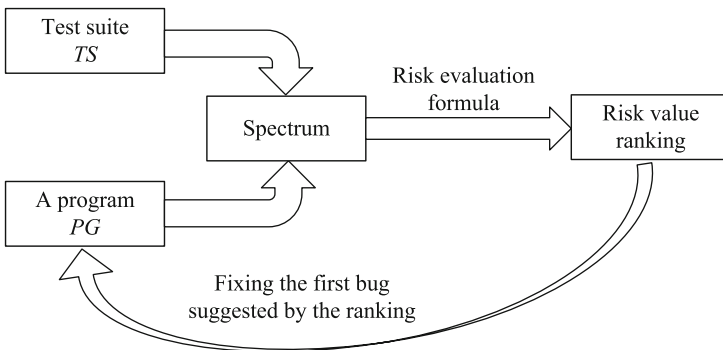 Test suite
TS
Spectrum
Risk evaluation
formula
Risk value
ranking
A program
PG
Fixing the first bug
suggested by the ranking